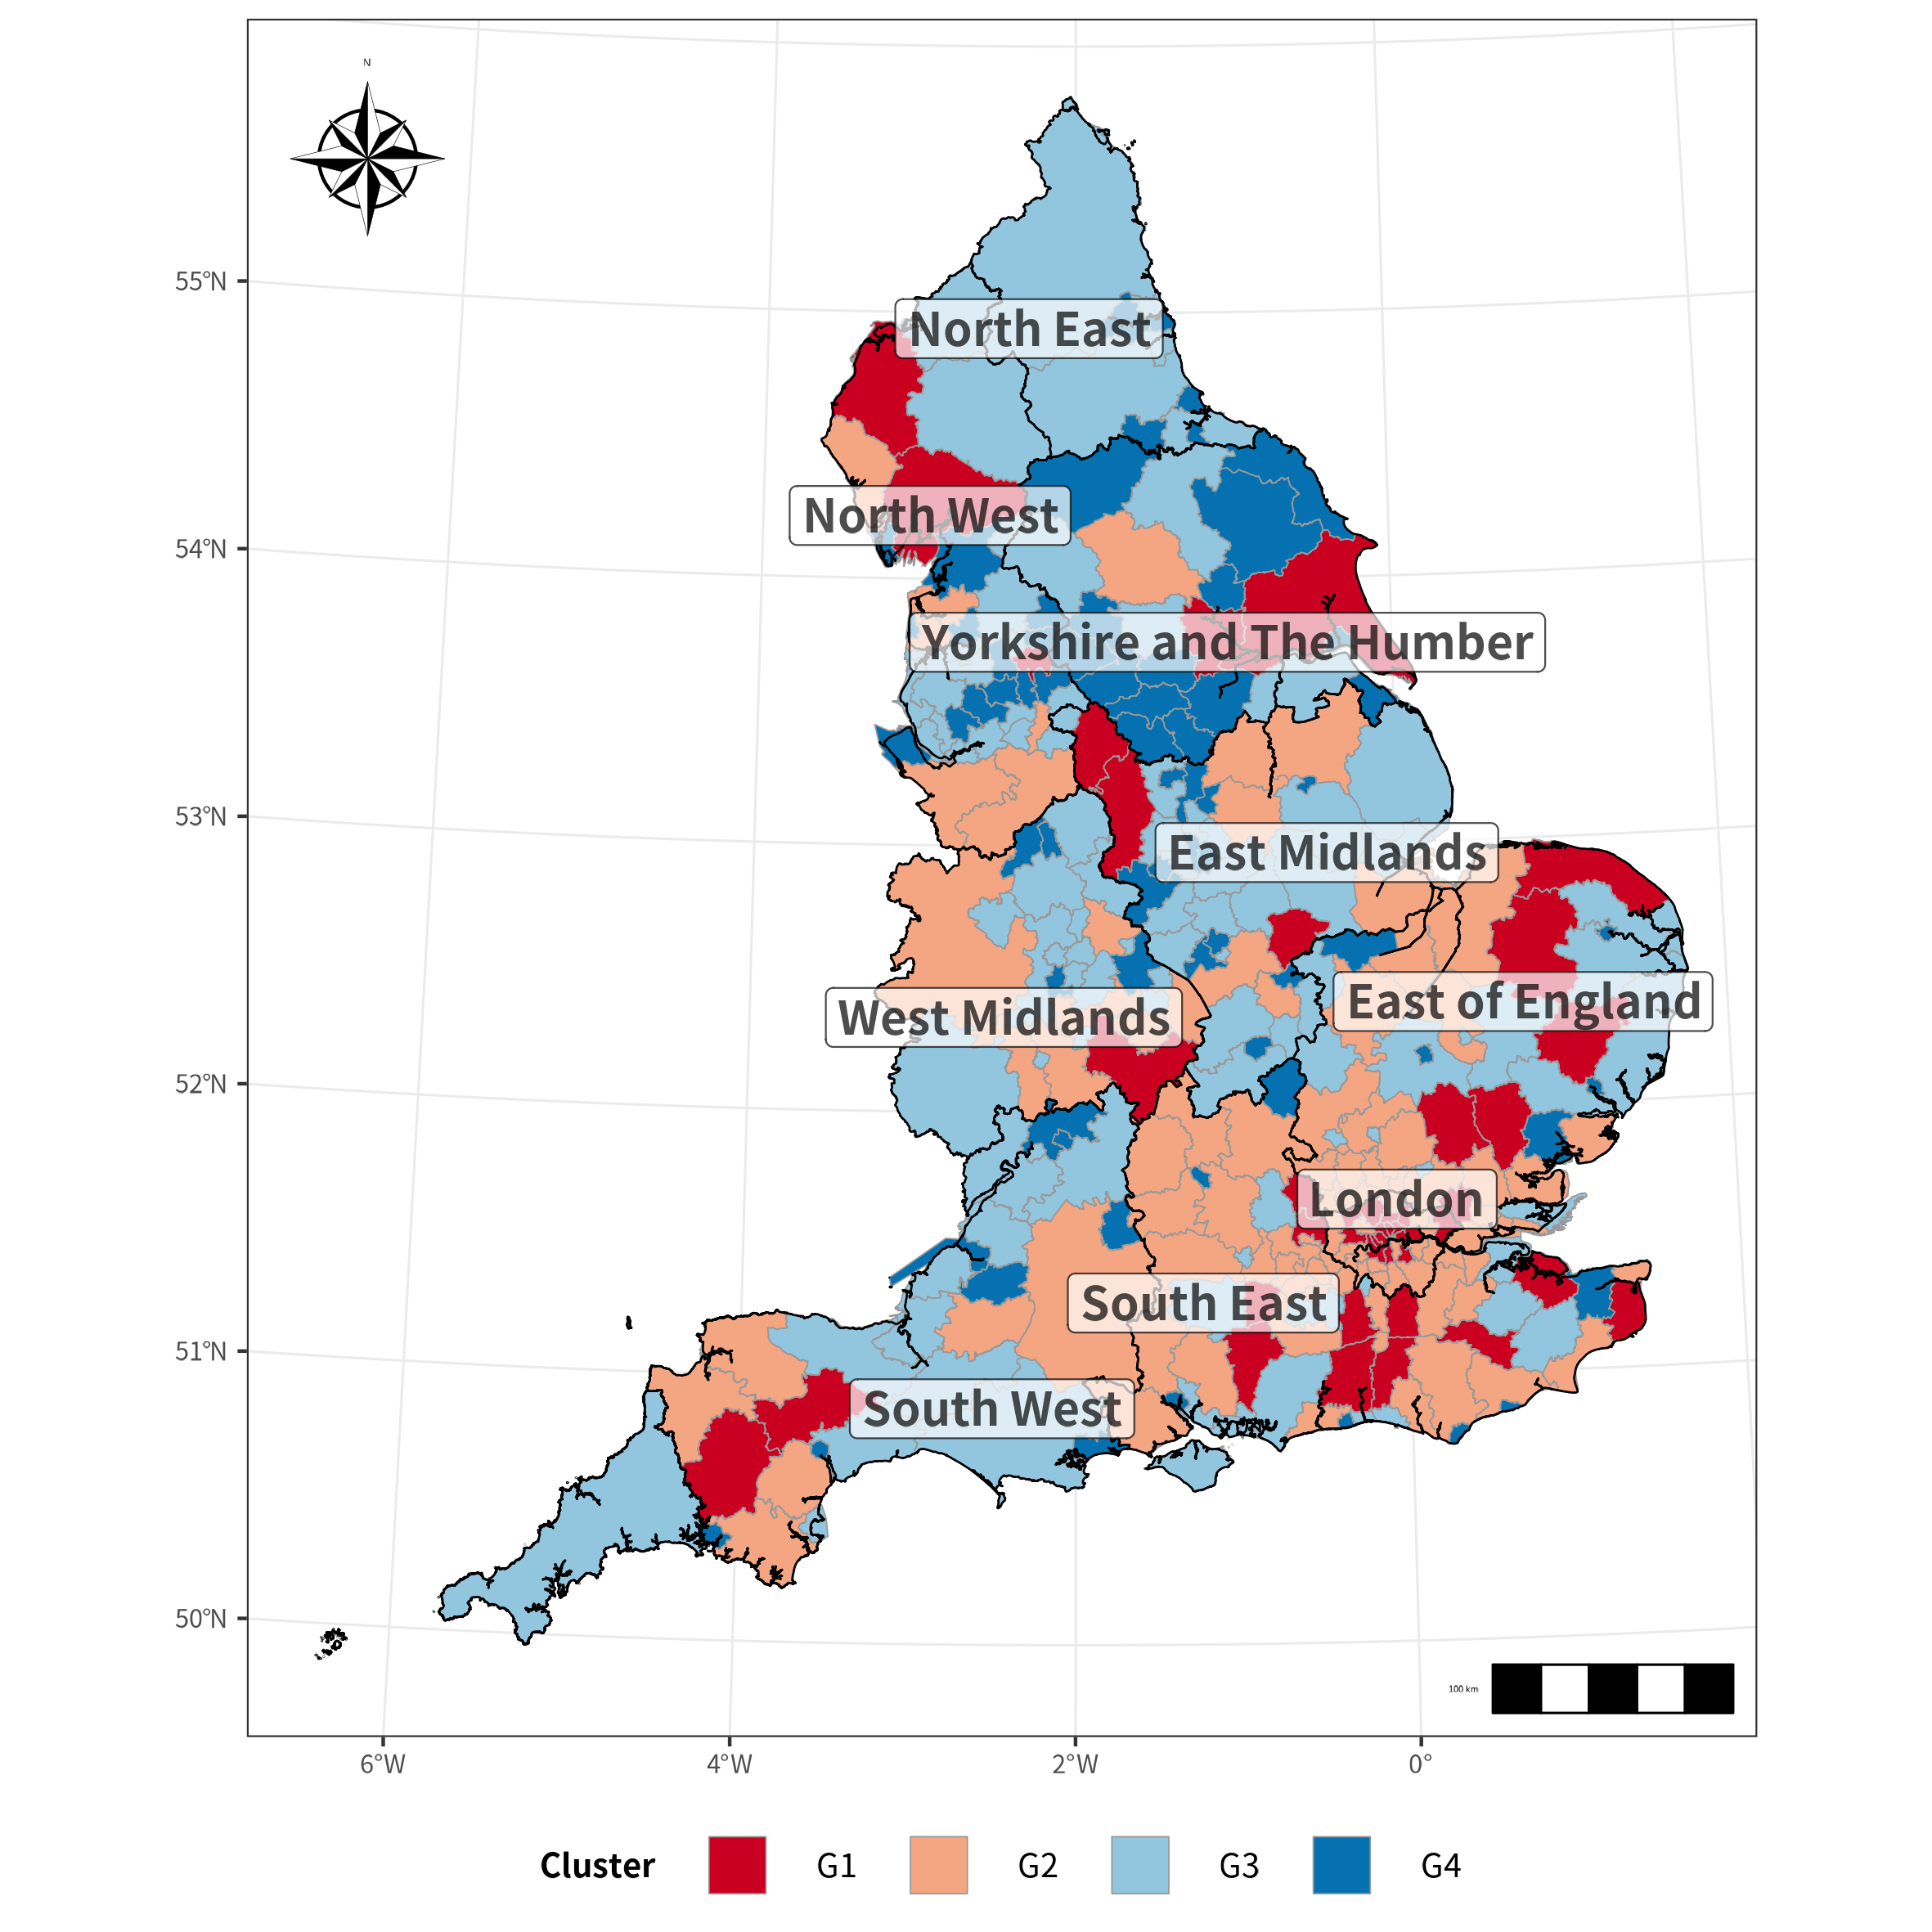 N
55°N
North East
54°N
North West
Yorkshire and The Humber
53°N
East Midlands
East of England
West Midlands
52°N
London
South East
51°N
South West
50°N
100 km
6°W 4°W 2°W 0°
Cluster G1 G2 G3 G4